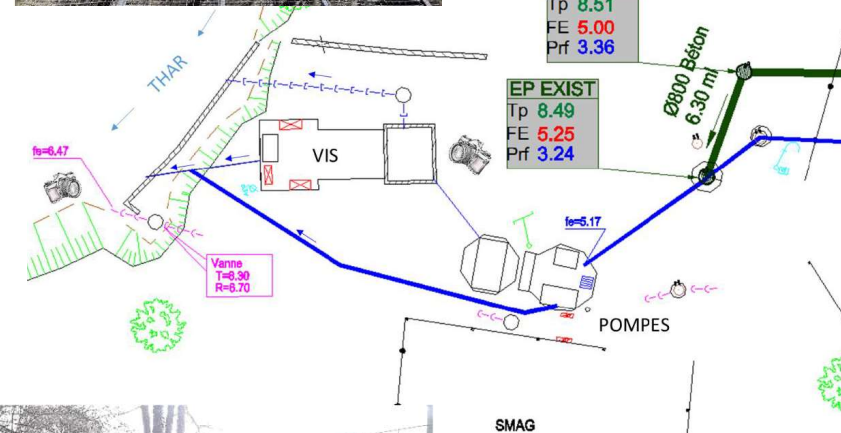 Tp 8.51
FE 5.00
Prf 3.36
EP EXIST
Tp 8.49
FE 5.25
Prf 3.24
Ø800 Béton
6.30 ml
THAR
fe=6.47
VIS
fe=5.17
Vanne
T=8.30
R=6.70
POMPES
SMAG